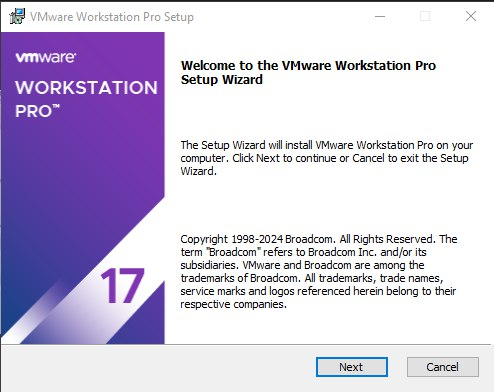 VMware Workstation Pro Setup
vmware®
WORKSTATION
PRO™
17
Welcome to the VMware Workstation Pro
Setup Wizard
The Setup Wizard will install VMware Workstation Pro on your
computer. Click Next to continue or Cancel to exit the Setup
Wizard.
Copyright 1998-2024 Broadcom. All Rights Reserved. The
term "Broadcom" refers to Broadcom Inc. and/or its
subsidiaries. VMware and Broadcom are among the
trademarks of Broadcom. All trademarks, trade names,
service marks and logos referenced herein belong to their
respective companies.
Next
Cancel